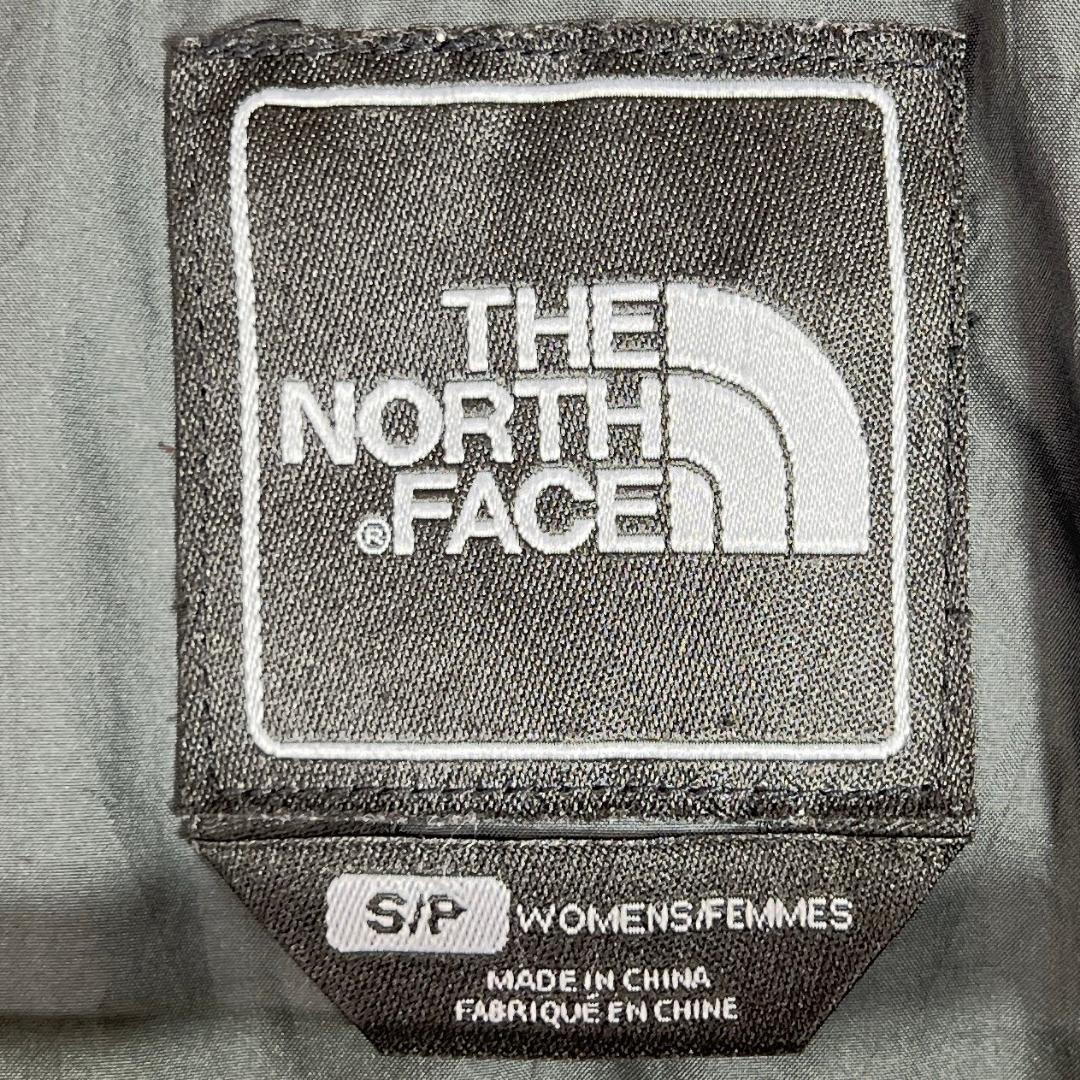 THE
NORTH
®FACE
S/P WOMENS/FEMMES
MADE IN CHINA
FABRIQUÉ EN CHINE